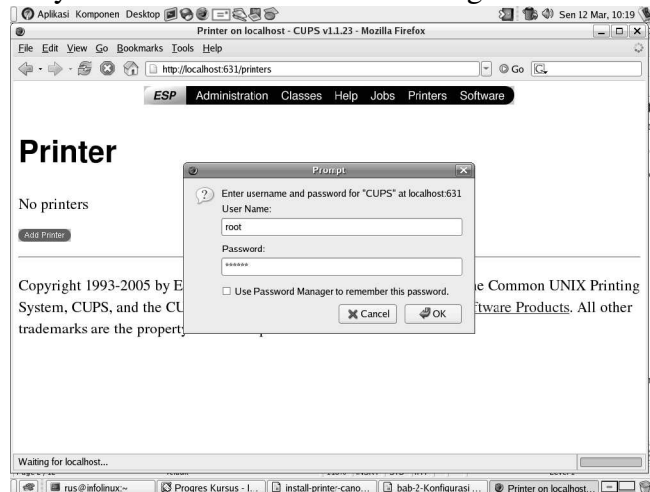 Aplikasi Komponen Desktop Sen 12 Mar, 10:19
Printer on localhost - CUPS v1.1.23 - Mozilla Firefox
File Edit View Go Bookmarks Tools Help
http://localhost:631/printers Go
ESP Administration Classes Help Jobs Printers Software
Printer
Prompt
Enter username and password for "CUPS" at localhost:631
User Name:
root
Password:
******
Use Password Manager to remember this password.
Cancel OK
No printers
Add Printer
Copyright 1993-2005 by E e Common UNIX Printing
System, CUPS, and the CU ftware Products. All other
trademarks are the property
Waiting for localhost...
rus@infolinux:~ Progres Kursus - I... install-printer-cano... bab-2-Konfigurasi ... Printer on localhost...